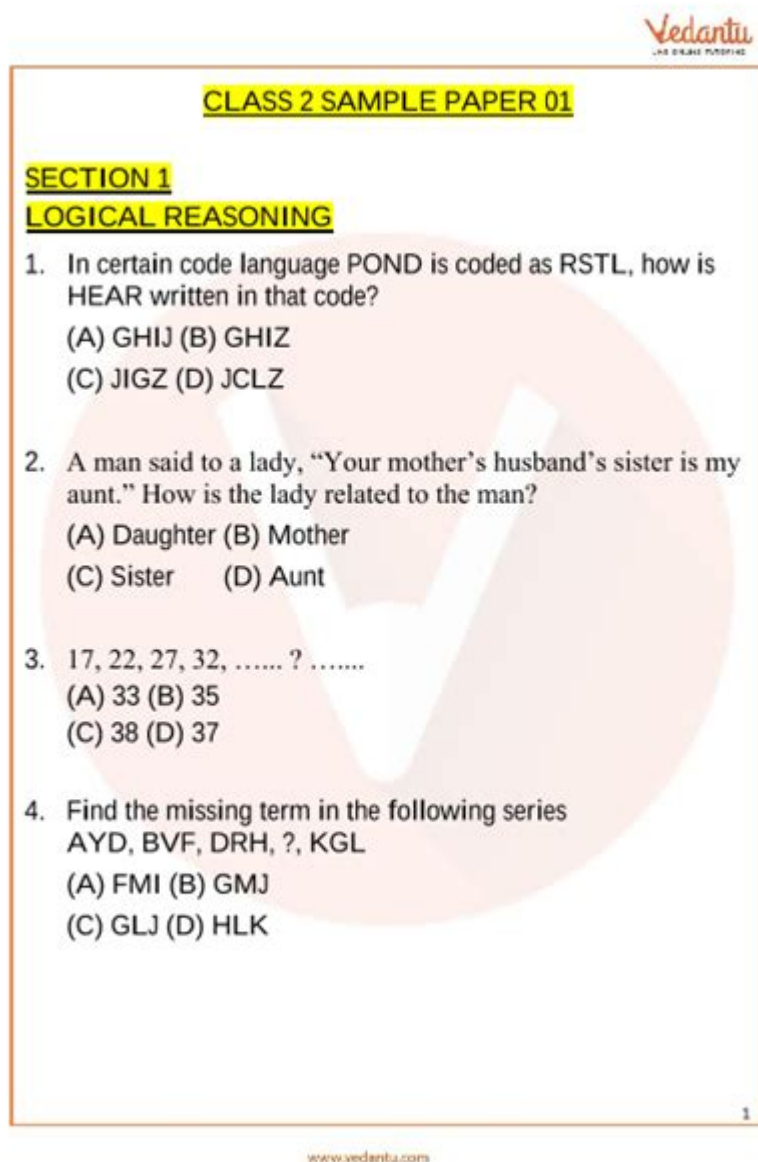 Vedantu
LIVE ONLINE TUTORING
CLASS 2 SAMPLE PAPER 01
SECTION 1
LOGICAL REASONING
1. In certain code language POND is coded as RSTL, how is
HEAR written in that code?
(A) GHIJ (B) GHIZ
(C) JIGZ (D) JCLZ
2. A man said to a lady, “Your mother’s husband’s sister is my
aunt.” How is the lady related to the man?
(A) Daughter (B) Mother
(C) Sister (D) Aunt
3. 17, 22, 27, 32, …... ? …....
(A) 33 (B) 35
(C) 38 (D) 37
4. Find the missing term in the following series
AYD, BVF, DRH, ?, KGL
(A) FMI (B) GMJ
(C) GLJ (D) HLK
1
www.vedantu.com